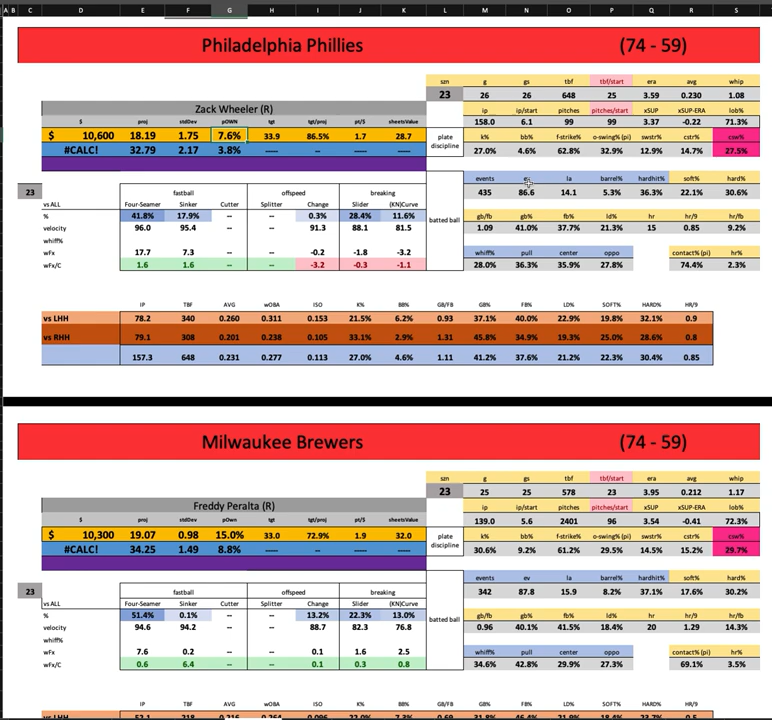 A B C D E F G H I J K L M N O P Q R S
Philadelphia Phillies (74 - 59)
szn g gs tbf tbf/start era avg whip
23 26 26 648 25 3.59 0.230 1.08
Zack Wheeler (R) ip ip/start pitches pitches/start xSUP xSUP-ERA lob%
$ proj stdDev pOWN tgt tgt/proj pt/$ sheetsValue 158.0 6.1 99 99 3.37 -0.22 71.3%
$ 10,600 18.19 1.75 7.6% 33.9 86.5% 1.7 28.7 plate discipline k% bb% f-strike% o-swing% (pi) swstr% cstr% csw%
#CALC! 32.79 2.17 3.8% ----- -- -- ----- 27.0% 4.6% 62.8% 32.9% 12.9% 14.7% 27.5%
events ev la barrel% hardhit% soft% hard%
23 fastball offspeed breaking 435 86.6 14.1 5.3% 36.3% 22.1% 30.6%
vs ALL Four-Seamer Sinker Cutter Splitter Change Slider (KN)Curve batted ball
% 41.8% 17.9% -- -- 0.3% 28.4% 11.6% gb/fb gb% fb% ld% hr hr/9 hr/fb
velocity 96.0 95.4 -- -- 91.3 88.1 81.5 1.09 41.0% 37.7% 21.3% 15 0.85 9.2%
whiff%
wFx 17.7 7.3 -- -- -0.2 -1.8 -3.2 whiff% pull center oppo contact% (pi) hr%
wFx/C 1.6 1.6 -- -- -3.2 -0.3 -1.1 28.0% 36.3% 35.9% 27.8% 74.4% 2.3%
IP TBF AVG wOBA ISO K% BB% GB/FB GB% FB% LD% SOFT% HARD% HR/9
vs LHH 78.2 340 0.260 0.311 0.153 21.5% 6.2% 0.93 37.1% 40.0% 22.9% 19.8% 32.1% 0.9
vs RHH 79.1 308 0.201 0.238 0.105 33.1% 2.9% 1.31 45.8% 34.9% 19.3% 25.0% 28.6% 0.8
157.3 648 0.231 0.277 0.113 27.0% 4.6% 1.11 41.2% 37.6% 21.2% 22.3% 30.4% 0.85
Milwaukee Brewers (74 - 59)
szn g gs tbf tbf/start era avg whip
23 25 25 578 23 3.95 0.212 1.17
Freddy Peralta (R) ip ip/start pitches pitches/start xSUP xSUP-ERA lob%
$ proj stdDev pOwn tgt tgt/proj pt/$ sheetsValue 139.0 5.6 2401 96 3.54 -0.41 72.3%
$ 10,300 19.07 0.98 15.0% 33.0 72.9% 1.9 32.0 plate discipline k% bb% f-strike% o-swing% (pi) swstr% cstr% csw%
#CALC! 34.25 1.49 8.8% ----- -- -- ----- 30.6% 9.2% 61.2% 29.5% 14.5% 15.2% 29.7%
events ev la barrel% hardhit% soft% hard%
23 fastball offspeed breaking 342 87.8 15.9 8.2% 37.1% 17.6% 30.2%
vs ALL Four-Seamer Sinker Cutter Splitter Change Slider (KN)Curve batted ball
% 51.4% 0.1% -- -- 13.2% 22.3% 13.0% gb/fb gb% fb% ld% hr hr/9 hr/fb
velocity 94.6 94.2 -- -- 88.7 82.3 76.8 0.96 40.1% 41.5% 18.4% 20 1.29 14.3%
whiff%
wFx 7.6 0.2 -- -- 0.1 1.6 2.5 whiff% pull center oppo contact% (pi) hr%
wFx/C 0.6 6.4 -- -- 0.1 0.3 0.8 34.6% 42.8% 29.9% 27.3% 69.1% 3.5%
IP TBF AVG wOBA ISO K% BB% GB/FB GB% FB% LD% SOFT% HARD% HR/9
vs LHH